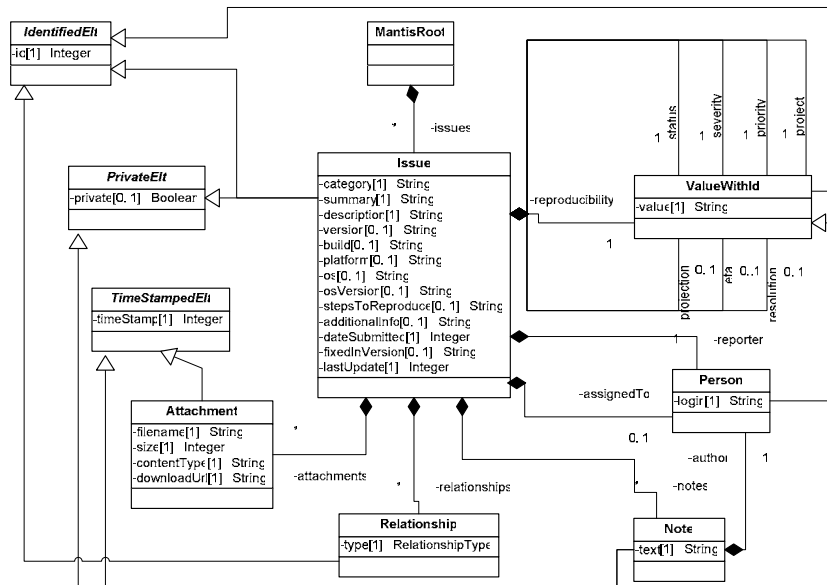 IdentifiedElt
-id[1] Integer
MantisRoot
* -issues
PrivateElt
-private[0..1] Boolean
TimeStampedElt
-timeStamp[1] Integer
Issue
-category[1] String
-summary[1] String
-description[1] String
-version[0..1] String
-build[0..1] String
-platform[0..1] String
-os[0..1] String
-osVersion[0..1] String
-stepsToReproduce[0..1] String
-additionalInfo[0..1] String
-dateSubmitted[1] Integer
-fixedInVersion[0..1] String
-lastUpdate[1] Integer
1 status
1 severity
1 priority
1 project
-reproducibility
1
ValueWithId
-value[1] String
projection 0..1
eta 0..1
resolution 0..1
1 -reporter
Person
-login[1] String
-assignedTo
0..1
-author 1
Attachment
-filename[1] String
-size[1] Integer
-contentType[1] String
-downloadUrl[1] String
*
-attachments
* -relationships
* -notes
Relationship
-type[1] RelationshipType
Note
-text[1] String